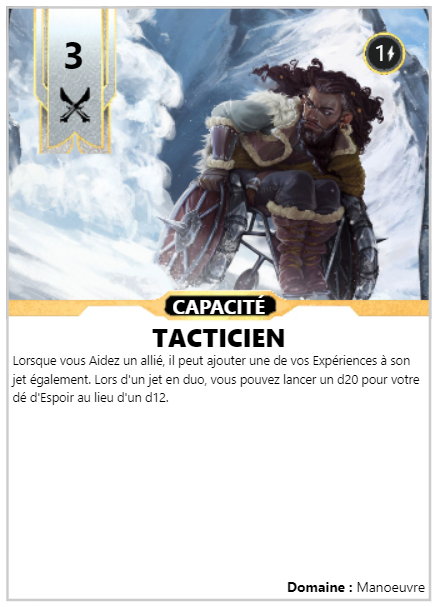 3
1
CAPACITÉ
TACTICIEN
Lorsque vous Aidez un allié, il peut ajouter une de vos Expériences à son
jet également. Lors d'un jet en duo, vous pouvez lancer un d20 pour votre
dé d'Espoir au lieu d'un d12.
Domaine : Manoeuvre